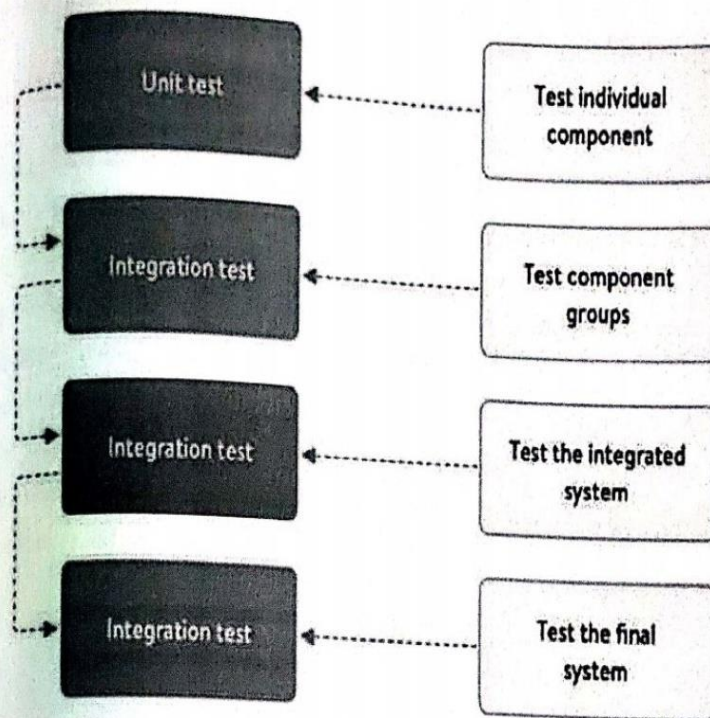 Unit test
Test individual
component
Integration test
Test component
groups
Integration test
Test the integrated
system
Integration test
Test the final
system